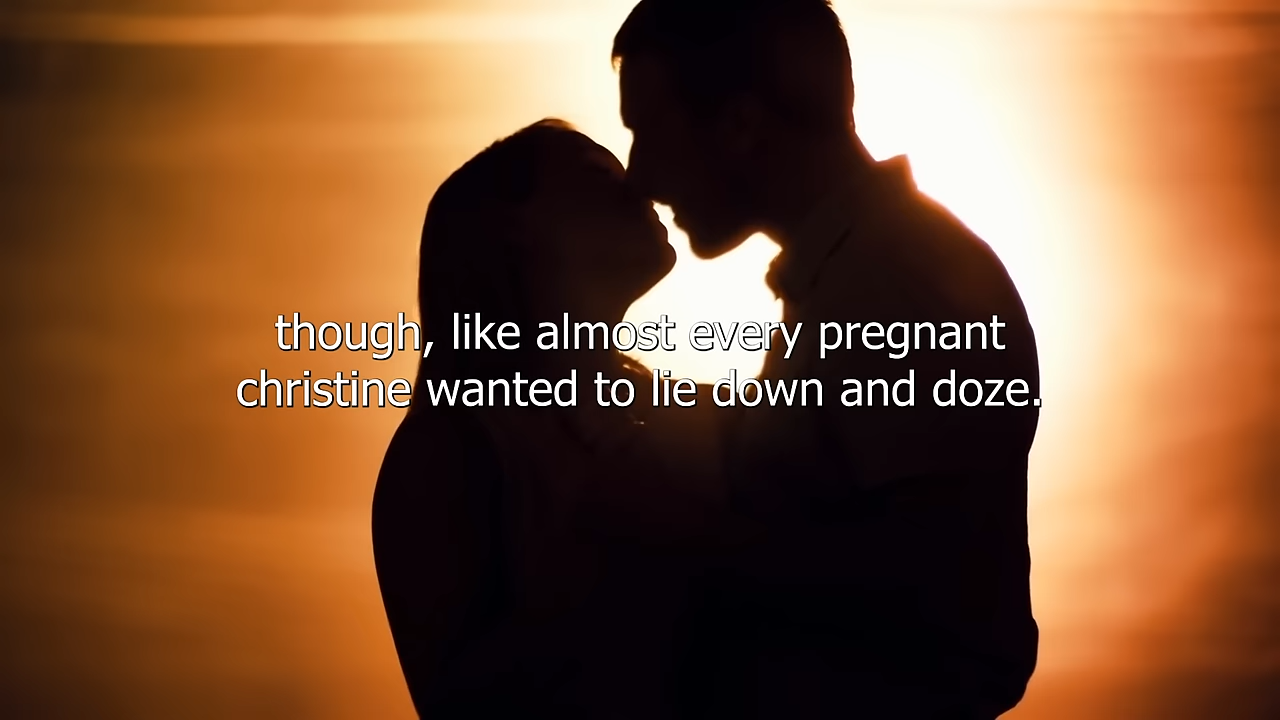 though, like almost every pregnant
christine wanted to lie down and doze.